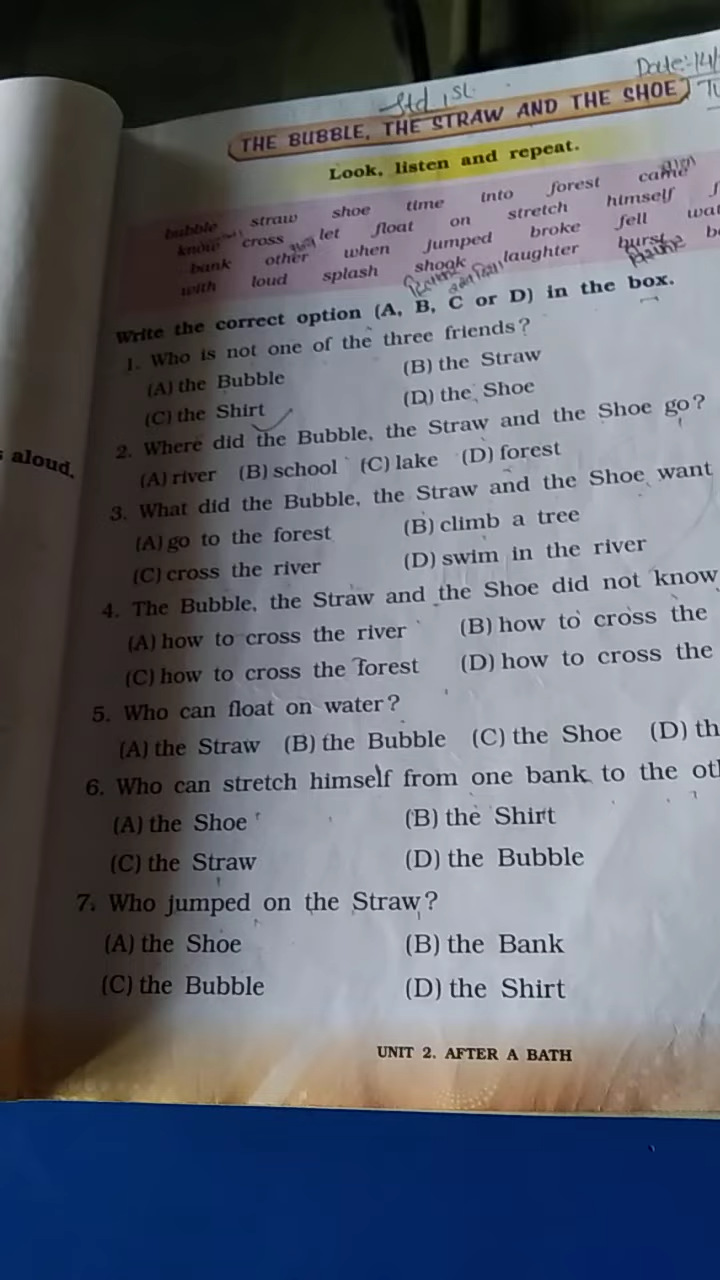 Std 1st
Date:-14/
THE BUBBLE, THE STRAW AND THE SHOE
Look, listen and repeat.
bubble straw shoe time into forest came
know cross let float on stretch himself
bank other when jumped broke fell
with loud splash shook laughter burst
Write the correct option (A, B, C or D) in the box.
1. Who is not one of the three friends?
(A) the Bubble (B) the Straw
(C) the Shirt (D) the Shoe
aloud.
2. Where did the Bubble, the Straw and the Shoe go?
(A) river (B) school (C) lake (D) forest
3. What did the Bubble, the Straw and the Shoe want
(A) go to the forest (B) climb a tree
(C) cross the river (D) swim in the river
4. The Bubble, the Straw and the Shoe did not know
(A) how to cross the river (B) how to cross the
(C) how to cross the forest (D) how to cross the
5. Who can float on water?
(A) the Straw (B) the Bubble (C) the Shoe (D) th
6. Who can stretch himself from one bank to the ot
(A) the Shoe (B) the Shirt
(C) the Straw (D) the Bubble
7. Who jumped on the Straw?
(A) the Shoe (B) the Bank
(C) the Bubble (D) the Shirt
UNIT 2. AFTER A BATH